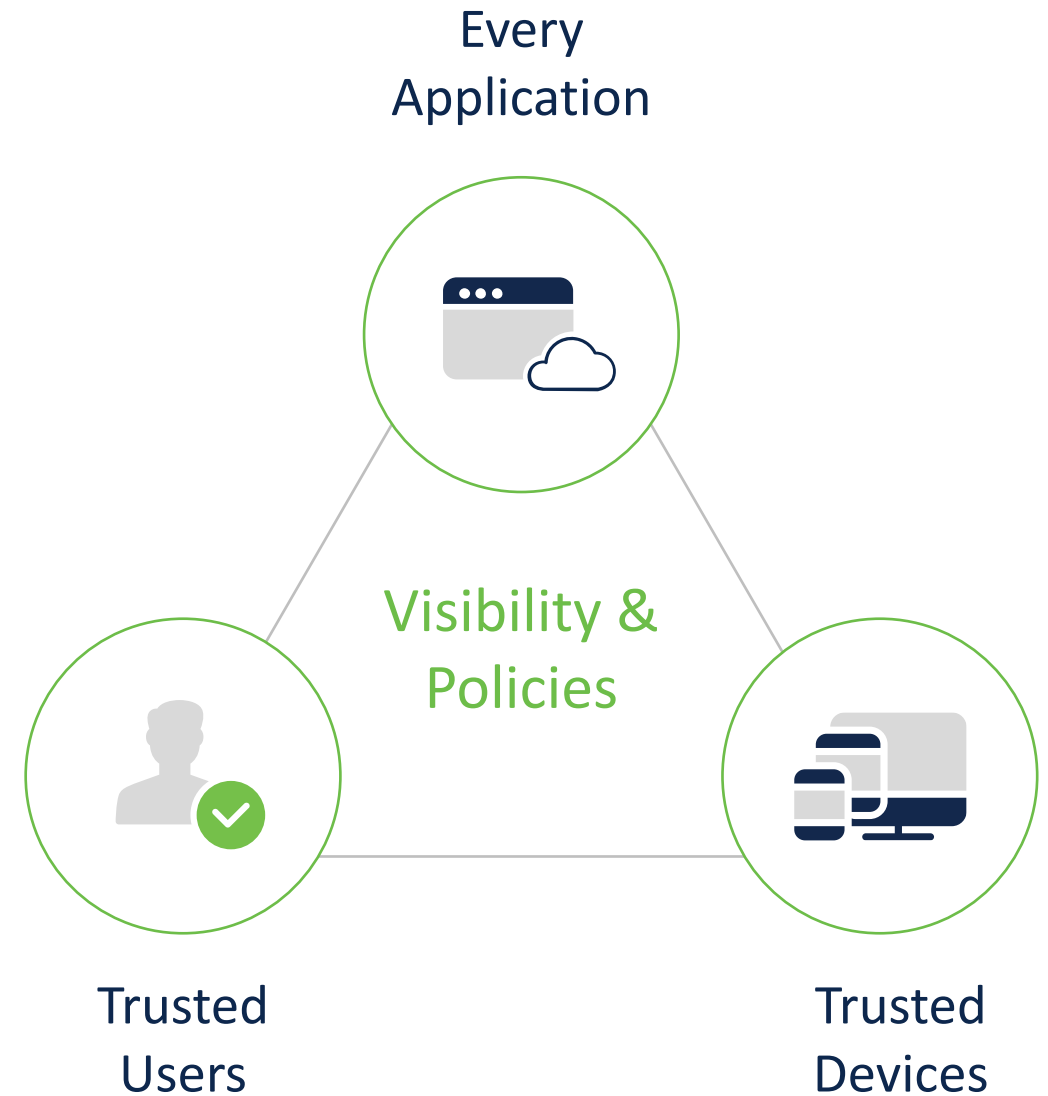 Every
Application
Visibility &
Policies
Trusted
Users
Trusted
Devices